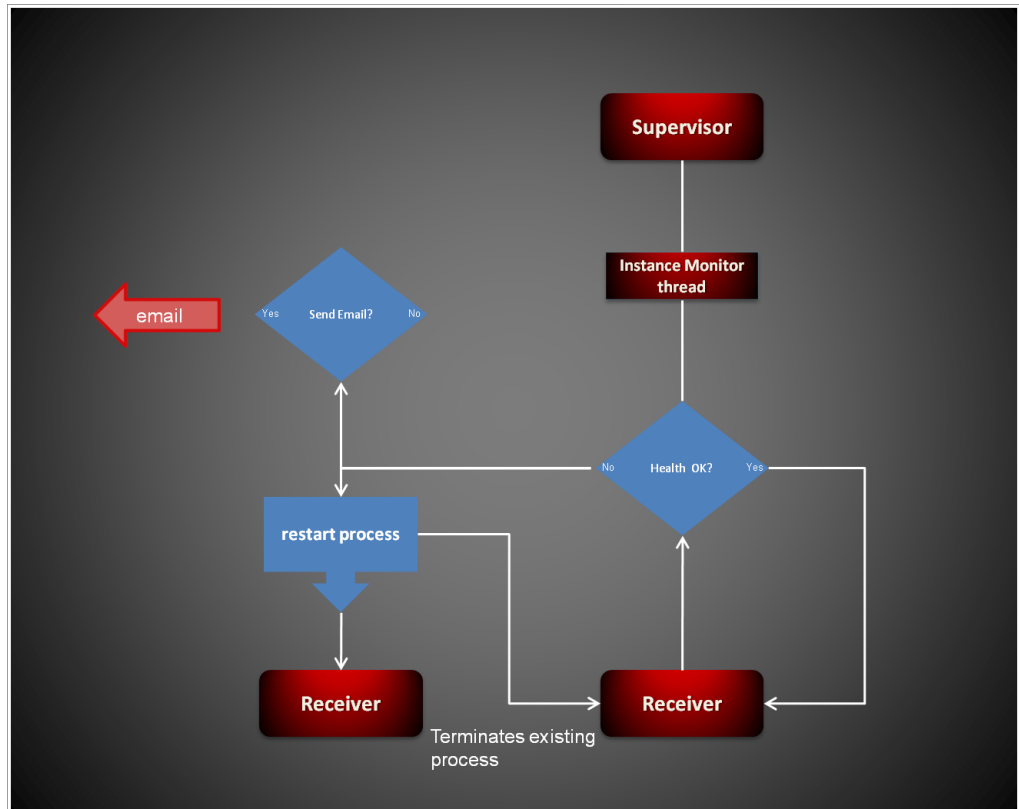 Supervisor
Instance Monitor
thread
email
Yes
Send Email?
No
No
Health OK?
Yes
restart process
Receiver
Receiver
Terminates existing
process